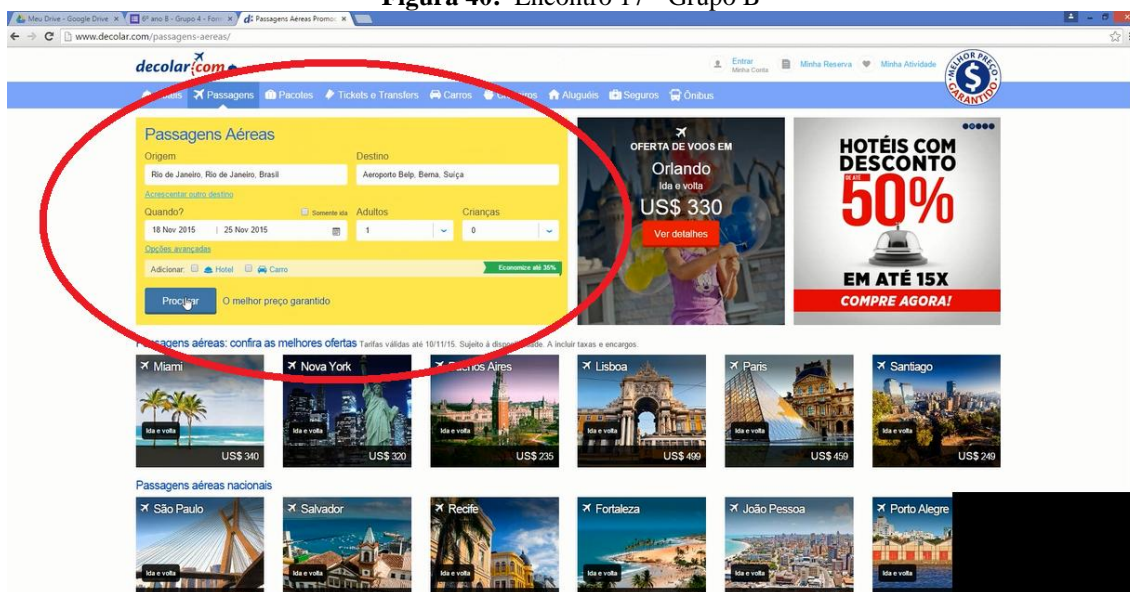 Figura 40: Encontro 17 - Grupo B
Meu Drive - Google Drive
6º ano B - Grupo 4 - Form
Passagens Aéreas Promo
www.decolar.com/passagens-aereas/
decolar.com
Entrar
Minha Conta
Minha Reserva
Minha Atividade
MELHOR PREÇO
$
GARANTIDO
Passagens
Pacotes
Tickets e Transfers
Carros
Aluguéis
Seguros
Ônibus
Passagens Aéreas
Origem
Destino
Rio de Janeiro, Rio de Janeiro, Brasil
Aeroporto Belp, Berna, Suíça
Acrescentar outro destino
Quando?
Somente ida
Adultos
Crianças
18 Nov 2015 | 25 Nov 2015
1
0
Opções avançadas
Adicionar: Hotel Carro
Economize até 35%
Procurar
O melhor preço garantido
OFERTA DE VOOS EM
Orlando
Ida e volta
US$ 330
Ver detalhes
HOTÉIS COM
DESCONTO
DE ATÉ
50%
EM ATÉ 15X
COMPRE AGORA!
Passagens aéreas: confira as melhores ofertas Tarifas válidas até 10/11/15. Sujeito à disponibilidade. A incluir taxas e encargos.
Miami
Ida e volta
US$ 340
Nova York
Ida e volta
US$ 320
Buenos Aires
Ida e volta
US$ 235
Lisboa
Ida e volta
US$ 499
Paris
Ida e volta
US$ 459
Santiago
Ida e volta
US$ 249
Passagens aéreas nacionais
São Paulo
Ida e volta
Salvador
Ida e volta
Recife
Ida e volta
Fortaleza
Ida e volta
João Pessoa
Ida e volta
Porto Alegre
Ida e volta